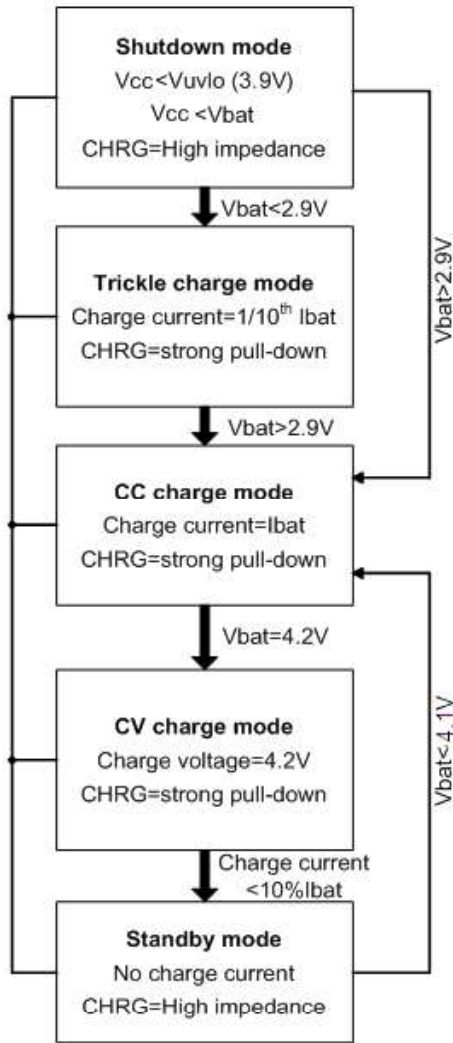 Shutdown mode
Vcc<Vuvlo (3.9V)
Vcc <Vbat
CHRG=High impedance
Vbat<2.9V
Vbat>2.9V
Trickle charge mode
Charge current=1/10th Ibat
CHRG=strong pull-down
Vbat>2.9V
CC charge mode
Charge current=Ibat
CHRG=strong pull-down
Vbat=4.2V
Vbat<4.1V
CV charge mode
Charge voltage=4.2V
CHRG=strong pull-down
Charge current
<10%Ibat
Standby mode
No charge current
CHRG=High impedance